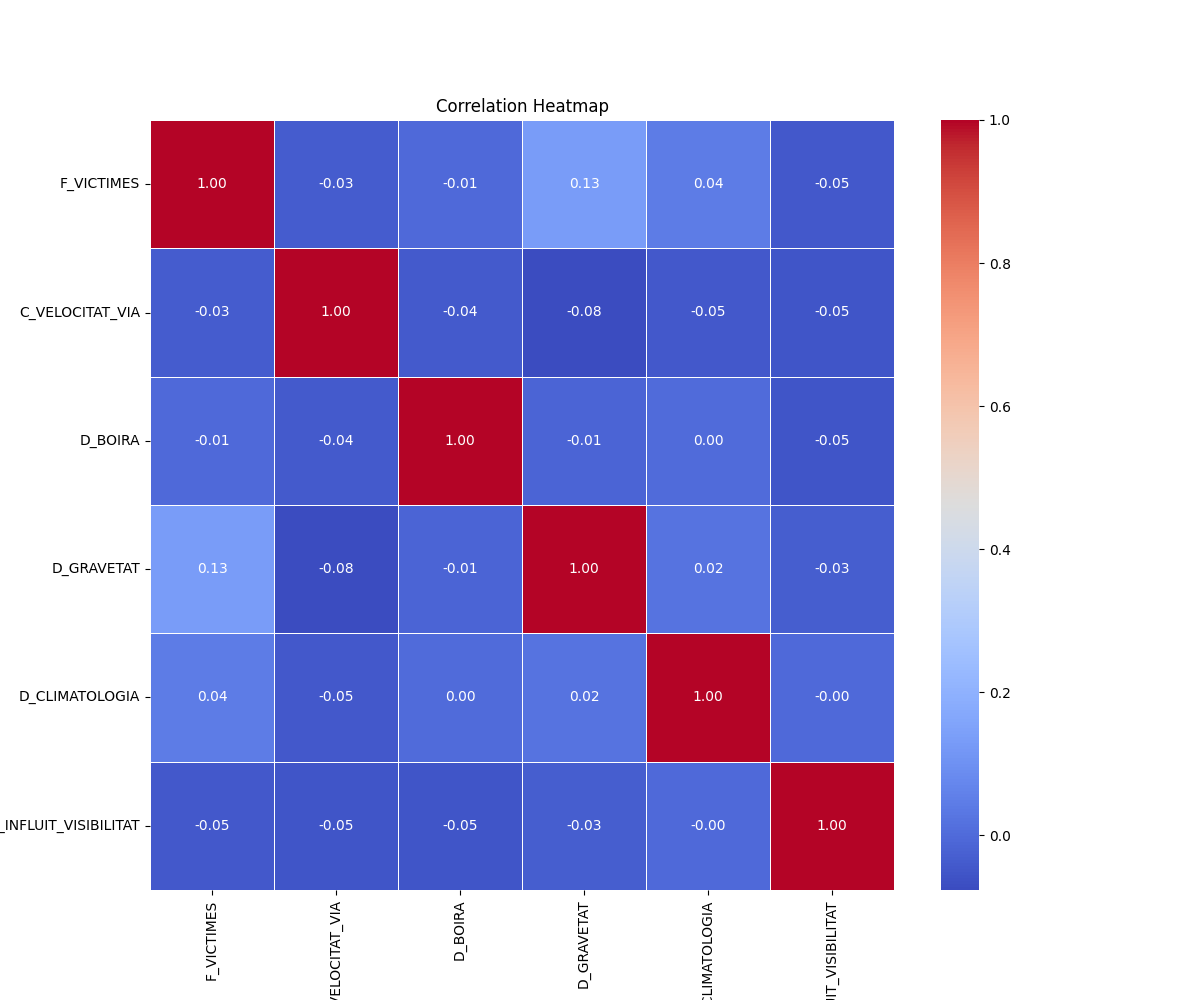 Correlation Heatmap
F_VICTIMES 1.00 -0.03 -0.01 0.13 0.04 -0.05
C_VELOCITAT_VIA -0.03 1.00 -0.04 -0.08 -0.05 -0.05
D_BOIRA -0.01 -0.04 1.00 -0.01 0.00 -0.05
D_GRAVETAT 0.13 -0.08 -0.01 1.00 0.02 -0.03
D_CLIMATOLOGIA 0.04 -0.05 0.00 0.02 1.00 -0.00
_INFLUIT_VISIBILITAT -0.05 -0.05 -0.05 -0.03 -0.00 1.00
F_VICTIMES
VELOCITAT_VIA
D_BOIRA
D_GRAVETAT
CLIMATOLOGIA
UIT_VISIBILITAT
1.0
0.8
0.6
0.4
0.2
0.0